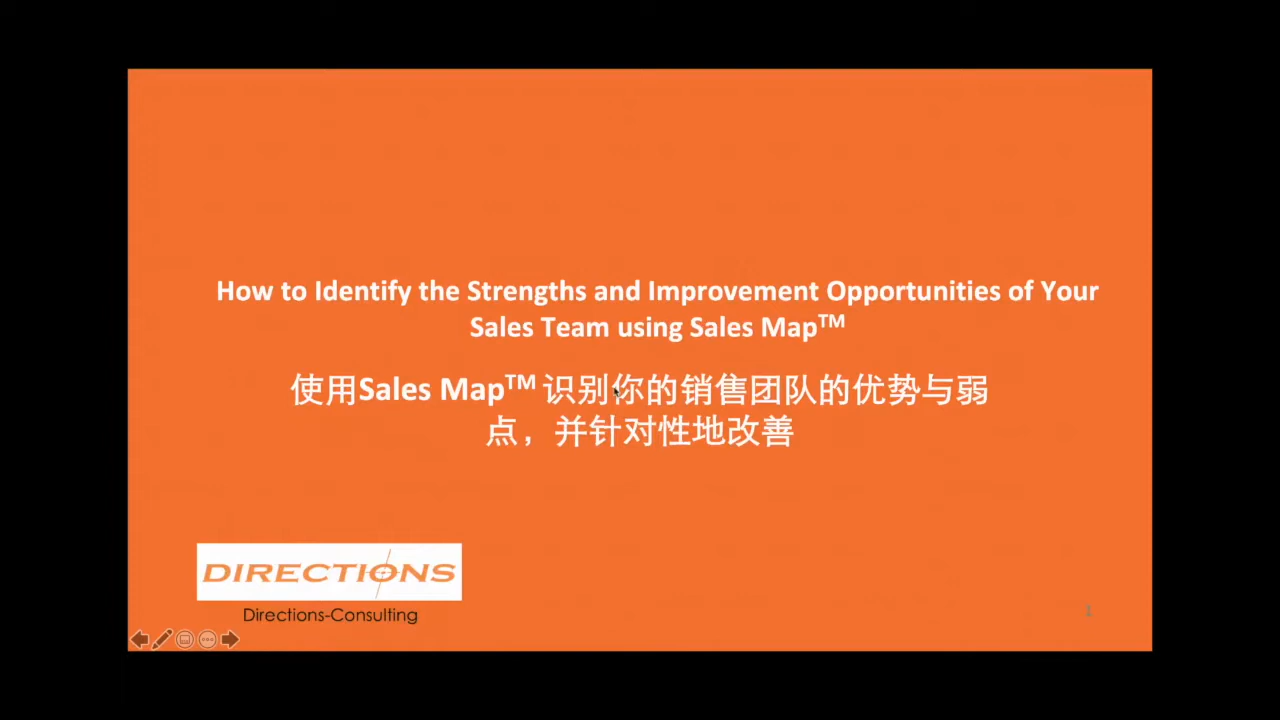 How to Identify the Strengths and Improvement Opportunities of Your
Sales Team using Sales Map™
使用Sales Map™ 识别你的销售团队的优势与弱
点，并针对性地改善
DIRECTIONS
Directions-Consulting
1